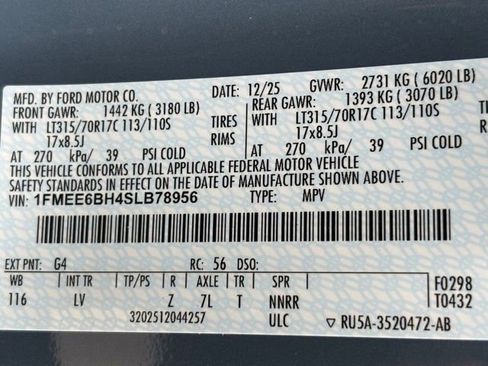 MFD. BY FORD MOTOR CO. DATE: 12/25 GVWR: 2731 KG (6020 LB)
FRONT GAWR: 1442 KG (3180 LB) REAR GAWR: 1393 KG (3070 LB)
WITH LT315/70R17C 113/110S TIRES WITH LT315/70R17C 113/110S
17x8.5J RIMS 17x8.5J
AT 270 kPa/ 39 PSI COLD AT 270 kPa/ 39 PSI COLD
THIS VEHICLE CONFORMS TO ALL APPLICABLE FEDERAL MOTOR VEHICLE
SAFETY STANDARDS IN EFFECT ON THE DATE OF MANUFACTURE SHOWN ABOVE.
VIN: 1FMEE6BH4SLB78956 TYPE: MPV
EXT PNT: G4 RC: 56 DSO:
WB INT TR TP/PS R AXLE TR SPR F0298
116 LV Z 7L T NNRR T0432
3202512044257 ULC ▽ RU5A-3520472-AB